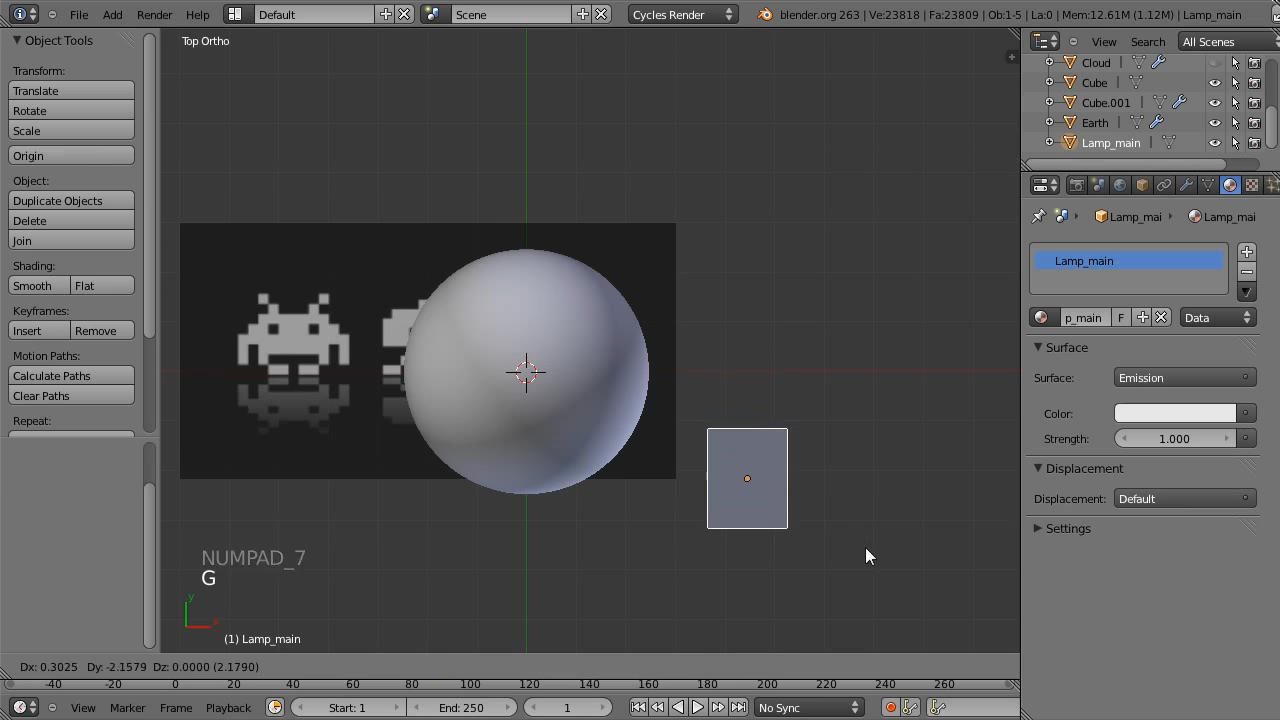 File Add Render Help Default Scene Cycles Render blender.org 263 | Ve:23818 | Fa:23809 | Ob:1-5 | La:0 | Mem:12.61M (1.12M) | Lamp_main
Object Tools
Transform:
Translate
Rotate
Scale
Origin
Object:
Duplicate Objects
Delete
Join
Shading:
Smooth Flat
Keyframes:
Insert Remove
Motion Paths:
Calculate Paths
Clear Paths
Repeat:
Top Ortho
NUMPAD_7
G
y
x
(1) Lamp_main
View Search All Scenes
Cloud
Cube
Cube.001
Earth
Lamp_main
Lamp_mai Lamp_mai
Lamp_main
p_main F Data
Surface
Surface: Emission
Color:
Strength: 1.000
Displacement
Displacement: Default
Settings
Dx: 0.3025 Dy: -2.1579 Dz: 0.0000 (2.1790)
-40 -20 0 20 40 60 80 100 120 140 160 180 200 220 240 260
View Marker Frame Playback Start: 1 End: 250 1 No Sync